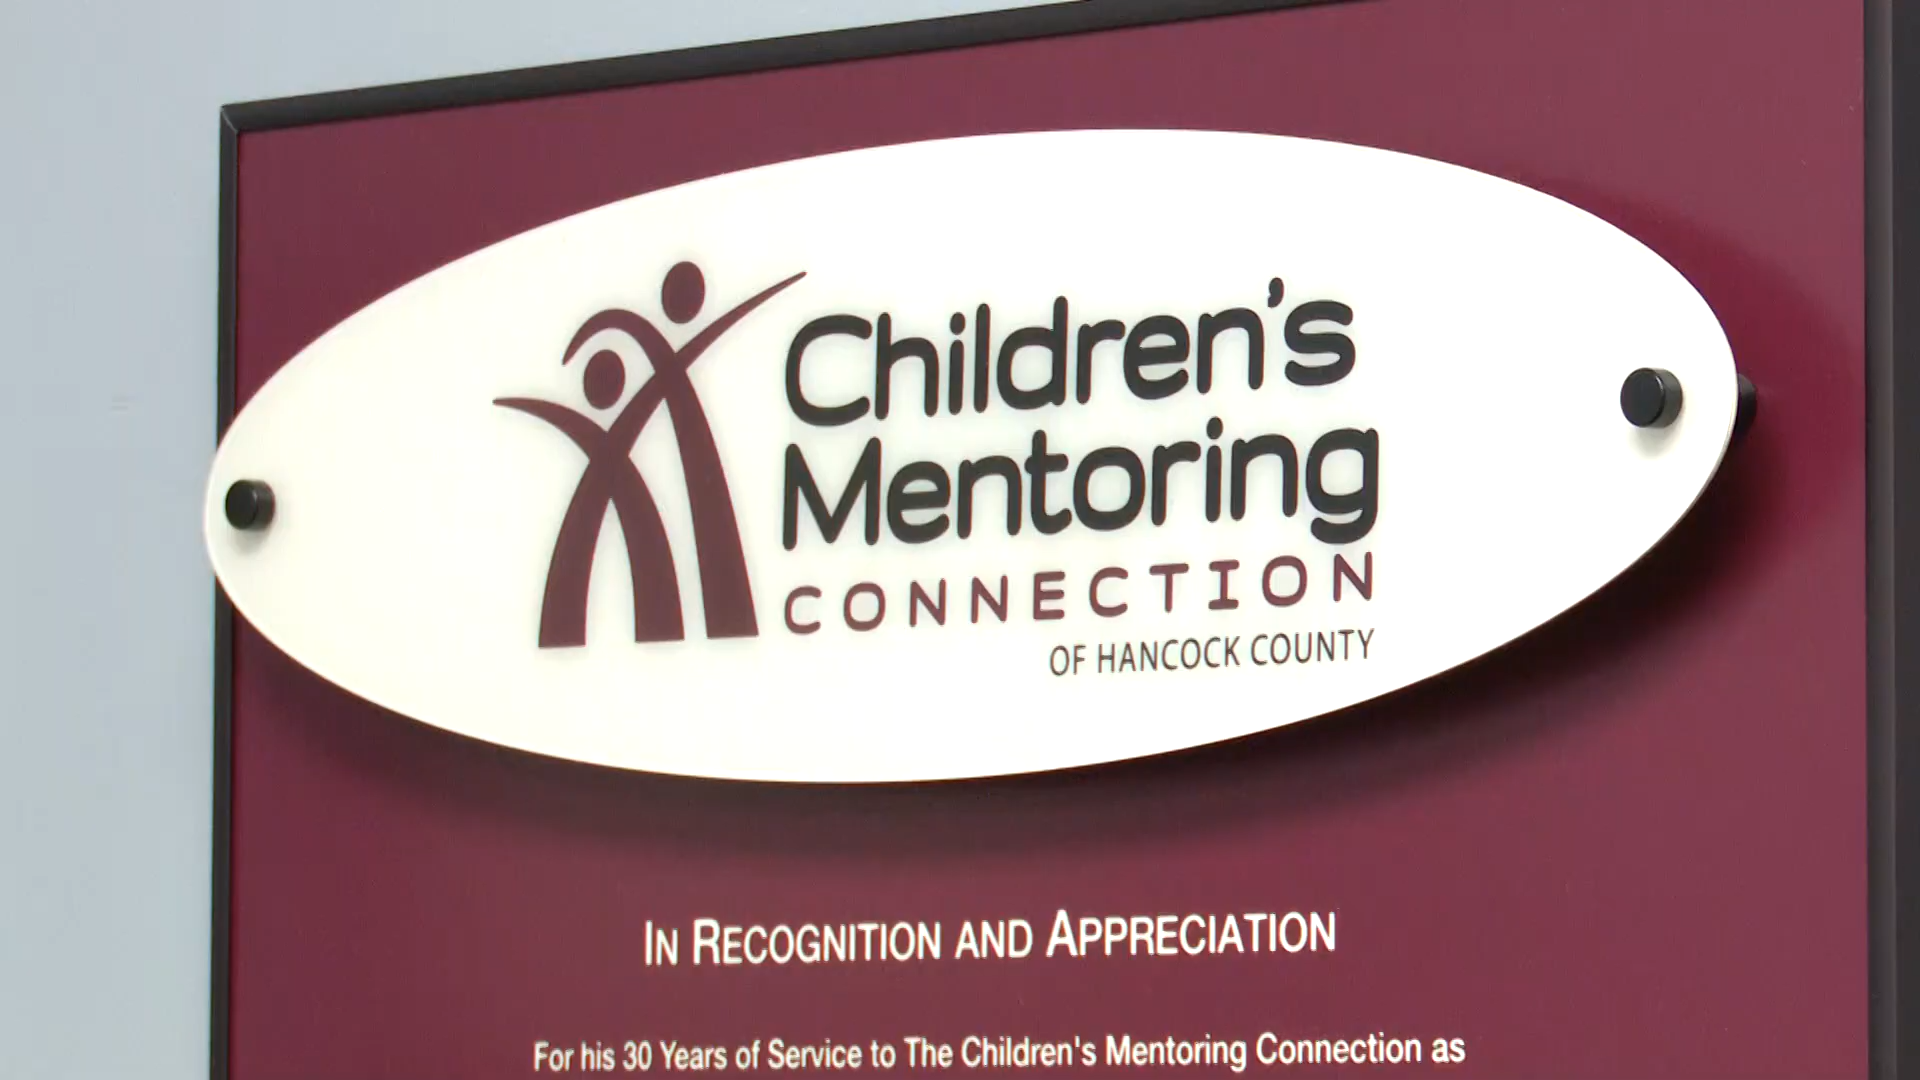 Children's
Mentoring
CONNECTION
OF HANCOCK COUNTY
IN RECOGNITION AND APPRECIATION
For his 30 Years of Service to The Children's Mentoring Connection as